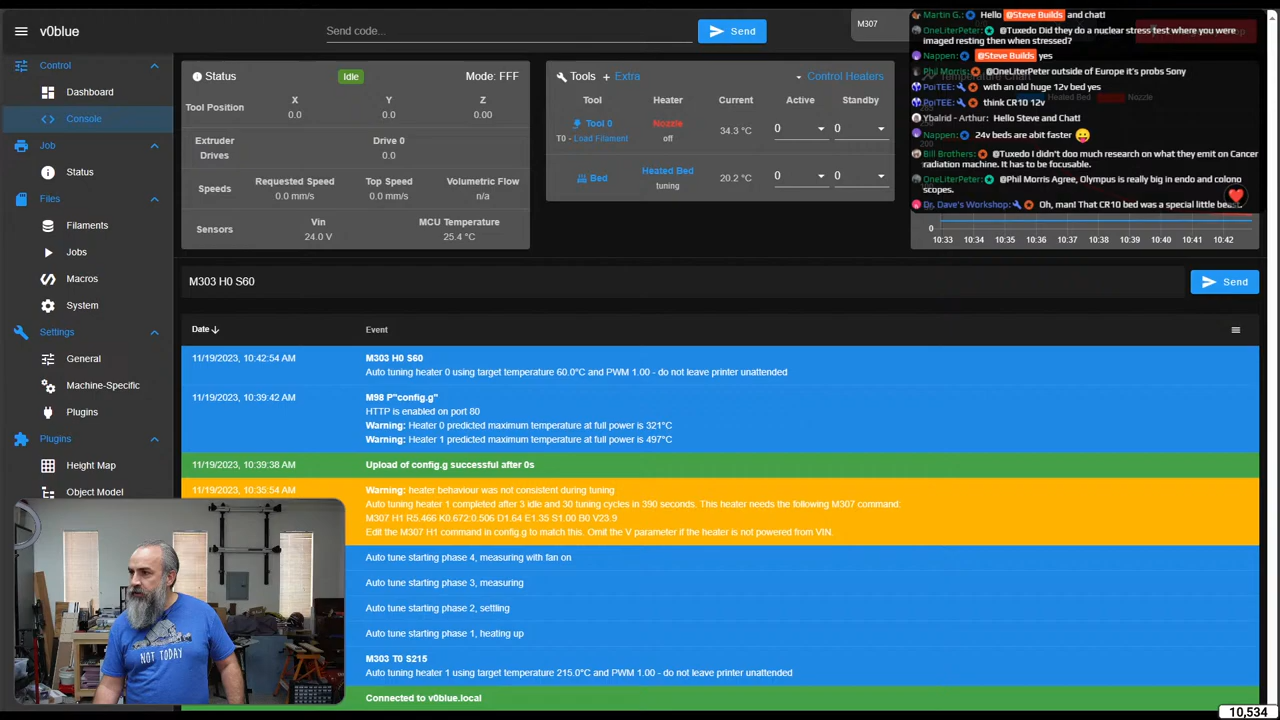 v0blue
Send code...
Send
M307
Martin G.: Hello @Steve Builds and chat!
OneLiterPeter: @Tuxedo Did they do a nuclear stress test where you were
imaged resting then when stressed?
Nappen: @Steve Builds yes
Phil Morris: @OneLiterPeter outside of Europe it's probs Sony
PoiTEE: with an old huge 12v bed yes
PoiTEE: think CR10 12v
Ybalrid - Arthur: Hello Steve and Chat!
Nappen: 24v beds are abit faster
Bill Brothers: @Tuxedo I didn't doo much research on what they emit on Cancer
radiation machine. It has to be focusable.
OneLiterPeter: @Phil Morris Agree, Olympus is really big in endo and colono
scopes.
Dr. Dave's Workshop: Oh, man! That CR10 bed was a special little beast.
Temperature Chart
Heated Bed
Nozzle
0
10:33 10:34 10:35 10:36 10:37 10:38 10:39 10:40 10:41 10:42
Control
Dashboard
Console
Job
Status
Files
Filaments
Jobs
Macros
System
Settings
General
Machine-Specific
Plugins
Plugins
Height Map
Object Model
Status
Idle
Mode: FFF
Tool Position
X Y Z
0.0 0.0 0.00
Extruder
Drives
Drive 0
0.0
Speeds
Requested Speed Top Speed Volumetric Flow
0.0 mm/s 0.0 mm/s n/a
Sensors
Vin MCU Temperature
24.0 V 25.4 °C
Tools + Extra
Control Heaters
Tool Heater Current Active Standby
Tool 0 Nozzle 34.3 °C 0 0
T0 - Load Filament off
Bed Heated Bed 20.2 °C 0 0
tuning
M303 H0 S60
Send
Date Event
11/19/2023, 10:42:54 AM M303 H0 S60
Auto tuning heater 0 using target temperature 60.0°C and PWM 1.00 - do not leave printer unattended
11/19/2023, 10:39:42 AM M98 P"config.g"
HTTP is enabled on port 80
Warning: Heater 0 predicted maximum temperature at full power is 321°C
Warning: Heater 1 predicted maximum temperature at full power is 497°C
11/19/2023, 10:39:38 AM Upload of config.g successful after 0s
11/19/2023, 10:35:54 AM Warning: heater behaviour was not consistent during tuning
Auto tuning heater 1 completed after 3 idle and 30 tuning cycles in 390 seconds. This heater needs the following M307 command:
M307 H1 R5.466 K0.672:0.506 D1.64 E1.35 S1.00 B0 V23.9
Edit the M307 H1 command in config.g to match this. Omit the V parameter if the heater is not powered from VIN.
Auto tune starting phase 4, measuring with fan on
Auto tune starting phase 3, measuring
Auto tune starting phase 2, settling
Auto tune starting phase 1, heating up
M303 T0 S215
Auto tuning heater 1 using target temperature 215.0°C and PWM 1.00 - do not leave printer unattended
Connected to v0blue.local
NOT TODAY
10,534